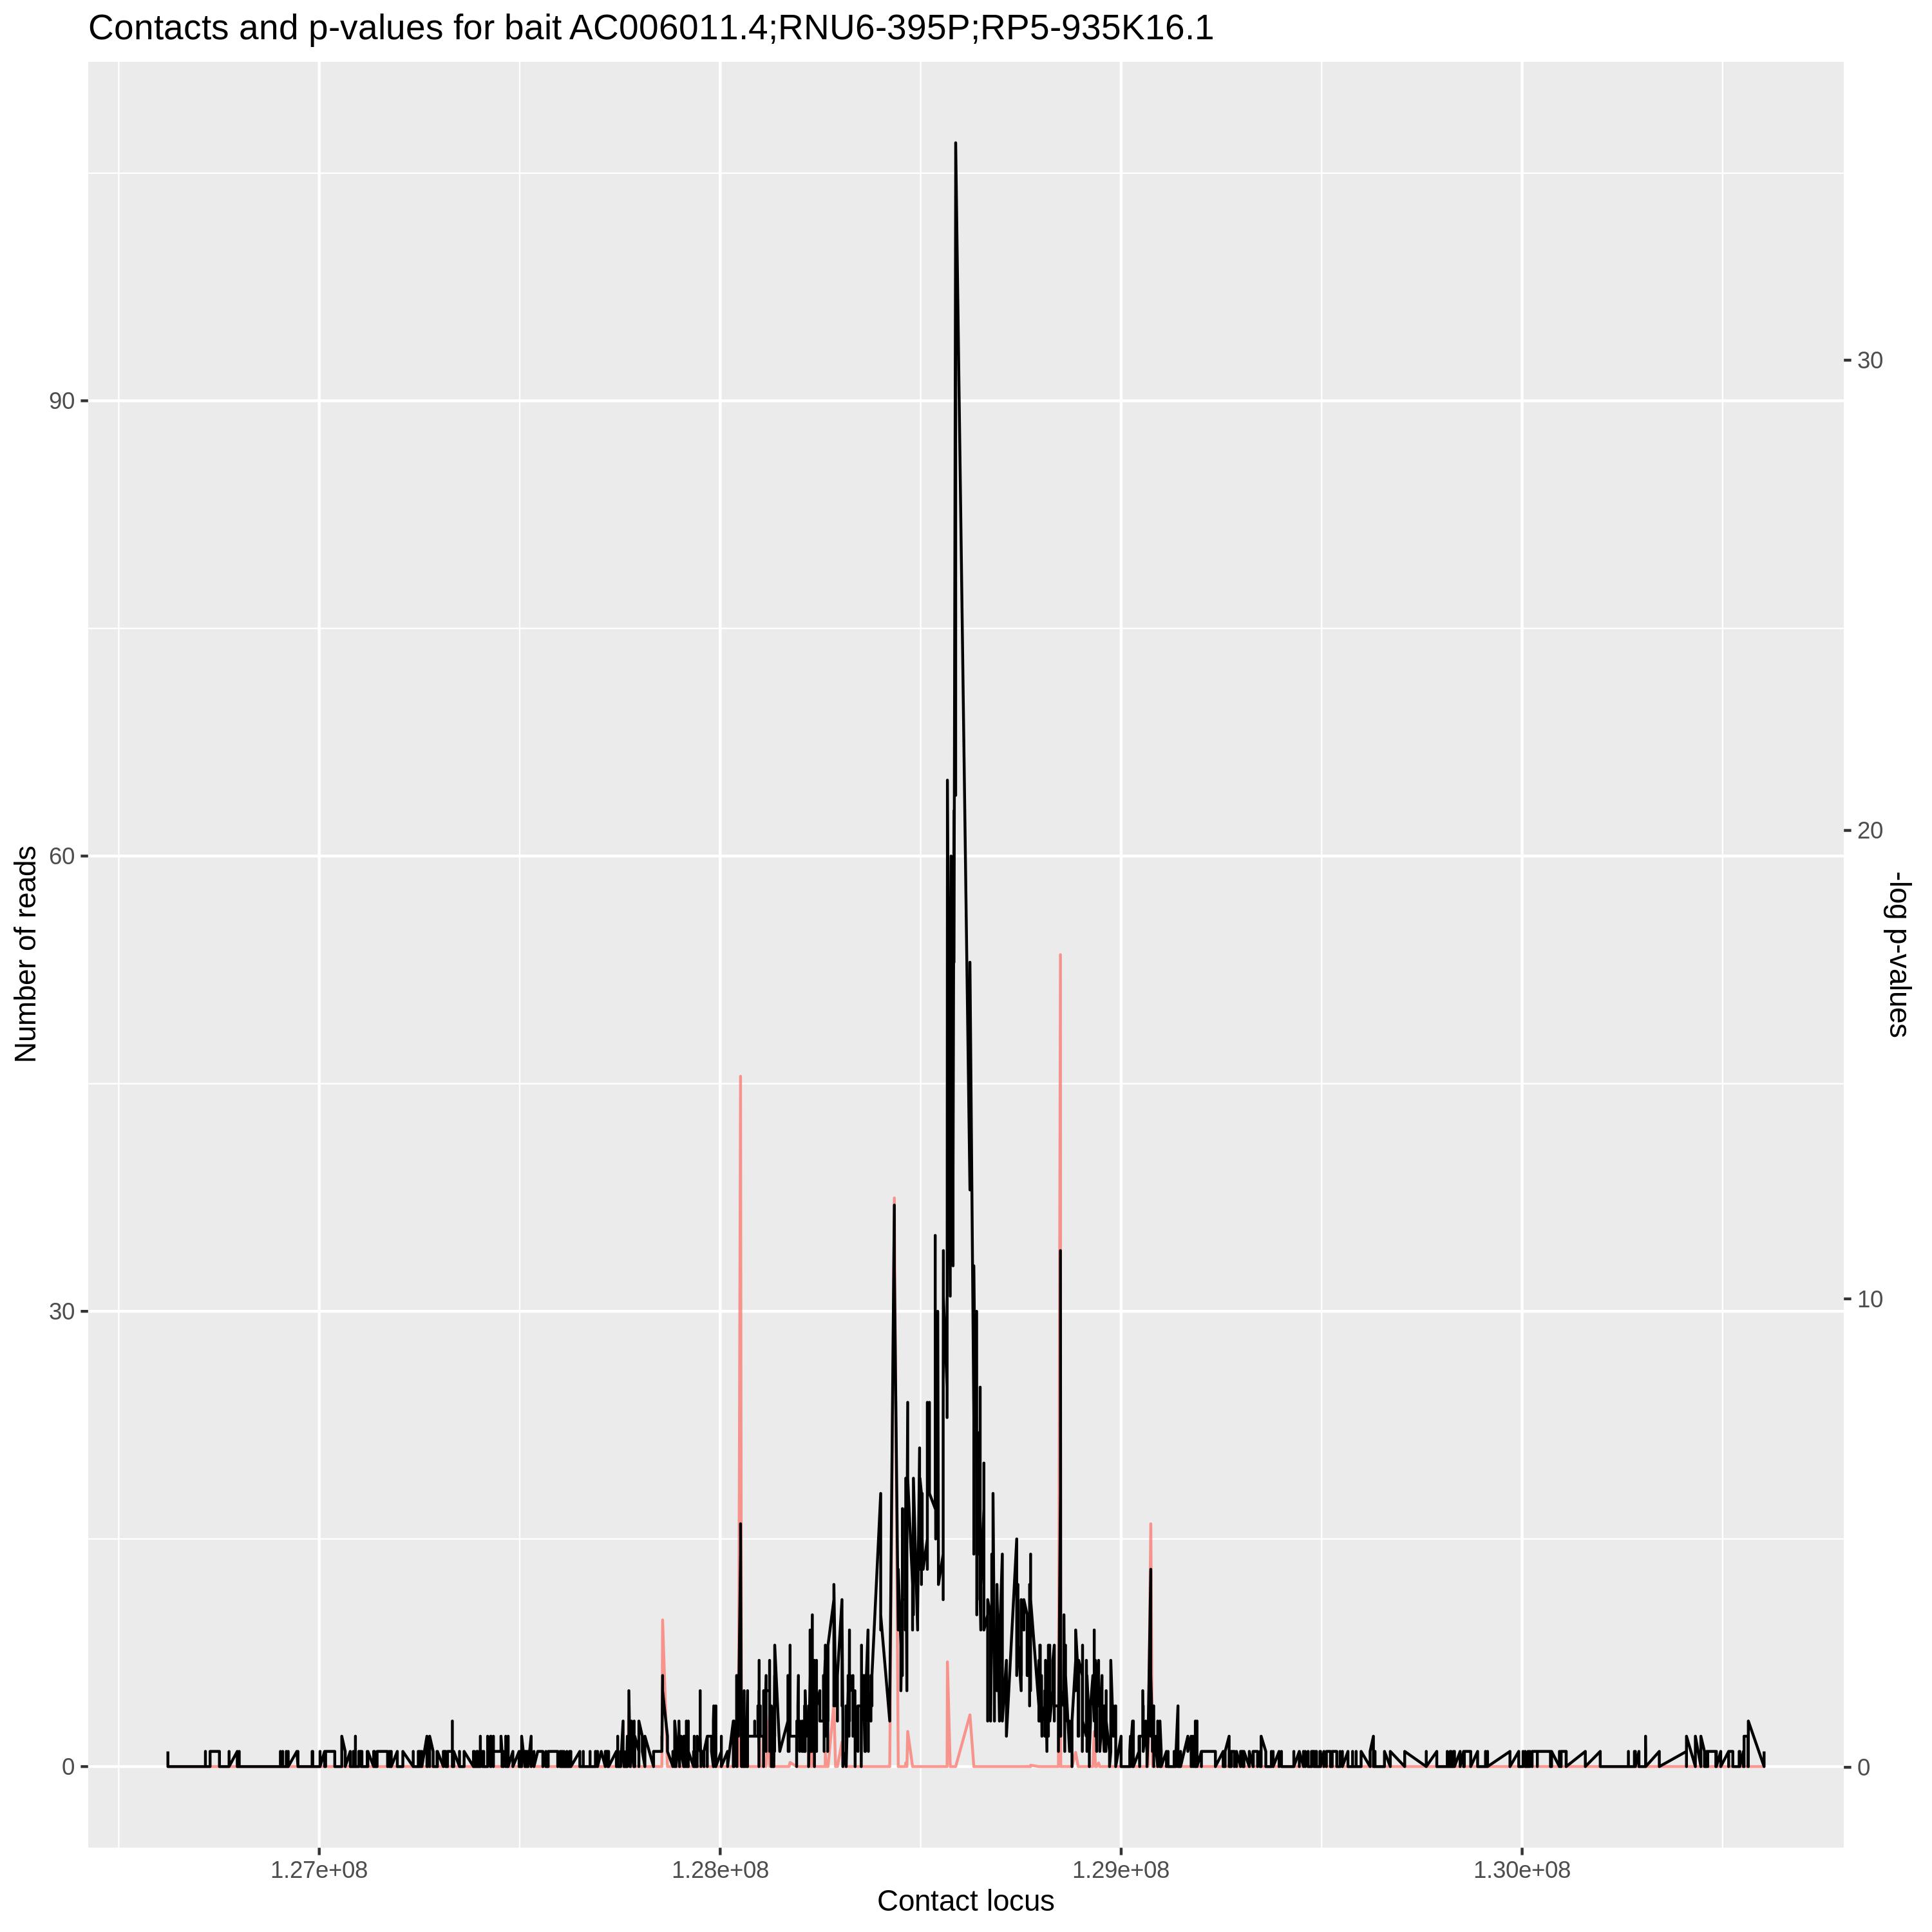 Contacts and p-values for bait AC006011.4;RNU6-395P;RP5-935K16.1
Number of reads
90
60
30
0
30
20
10
0
-log p-values
1.27e+08
1.28e+08
1.29e+08
1.30e+08
Contact locus